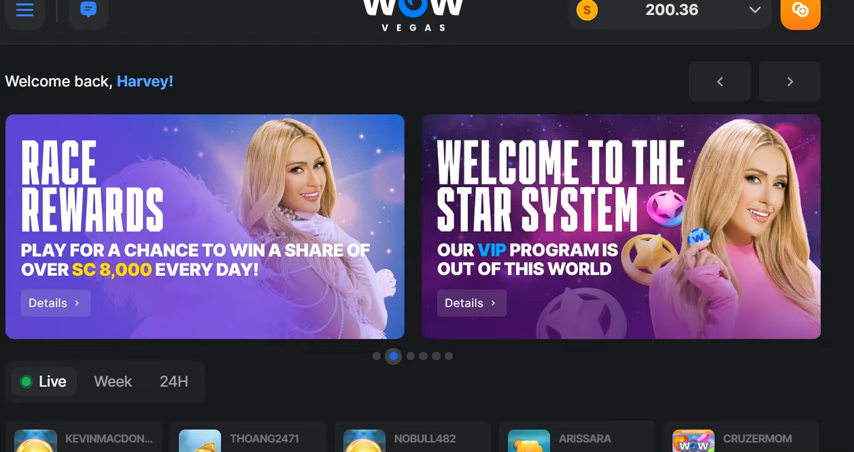 WOW
VEGAS
S
200.36
Welcome back, Harvey!
RACE
REWARDS
PLAY FOR A CHANCE TO WIN A SHARE OF
OVER SC 8,000 EVERY DAY!
Details
WELCOME TO THE
STAR SYSTEM
OUR VIP PROGRAM IS
OUT OF THIS WORLD
Details
W
Live
Week
24H
KEVINMACDON...
THOANG2471
NOBULL482
ARISSARA
WOW
CRUZERMOM